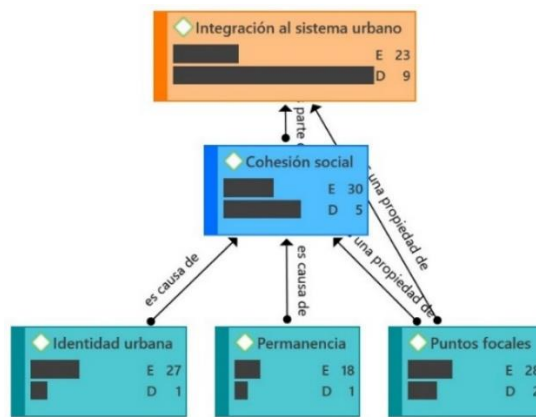 Integración al sistema urbano
E 23
D 9
parte
Cohesión social
E 30
D 5
una propiedad de
una propiedad de
es causa de
es causa de
Identidad urbana
E 27
D 1
Permanencia
E 18
D 1
Puntos focales
E 28
D 2